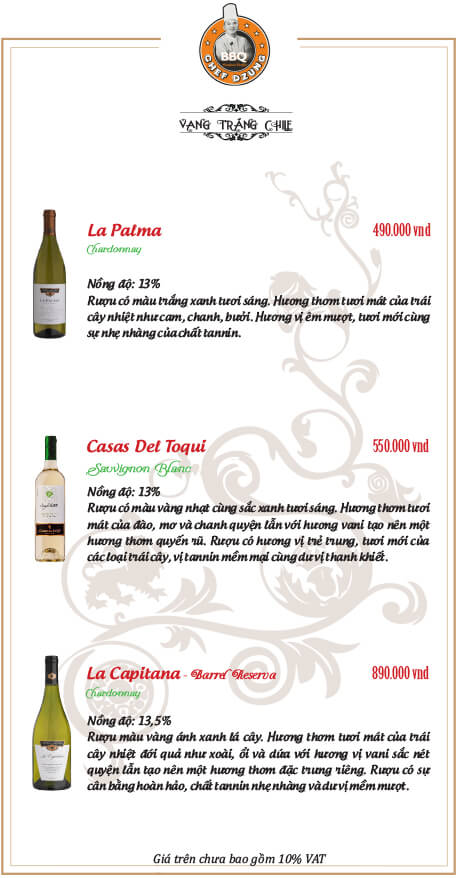 BBQ
CHEF DZUNG
VANG TRẮNG CHILE
La Palma 490.000 vnd
Chardonnay
Nồng độ: 13%
Rượu có màu trắng xanh tươi sáng. Hương thơm tươi mát của trái
cây nhiệt như cam, chanh, bưởi. Hương vị êm mượt, tươi mới cùng
sự nhẹ nhàng của chất tannin.
Casas Del Toqui 550.000 vnd
Sauvignon Blanc
Nồng độ: 13%
Rượu có màu vàng nhạt cùng sắc xanh tươi sáng. Hương thơm tươi
mát của đào, mơ và chanh quyện lẫn với hương vani tạo nên một
hương thơm quyến rũ. Rượu có hương vị trẻ trung, tươi mới của
các loại trái cây, vị tannin mềm mại cùng dư vị thanh khiết.
La Capitana - Barrel Reserva 890.000 vnd
Chardonnay
Nồng độ: 13,5%
Rượu màu vàng ánh xanh lá cây. Hương thơm tươi mát của trái
cây nhiệt đới quả như xoài, ổi và dứa với hương vị vani sắc nét
quyện lẫn tạo nên một hương thơm đặc trưng riêng. Rượu có sự
cân bằng hoàn hảo, chất tannin nhẹ nhàng và dư vị mềm mượt.
Giá trên chưa bao gồm 10% VAT